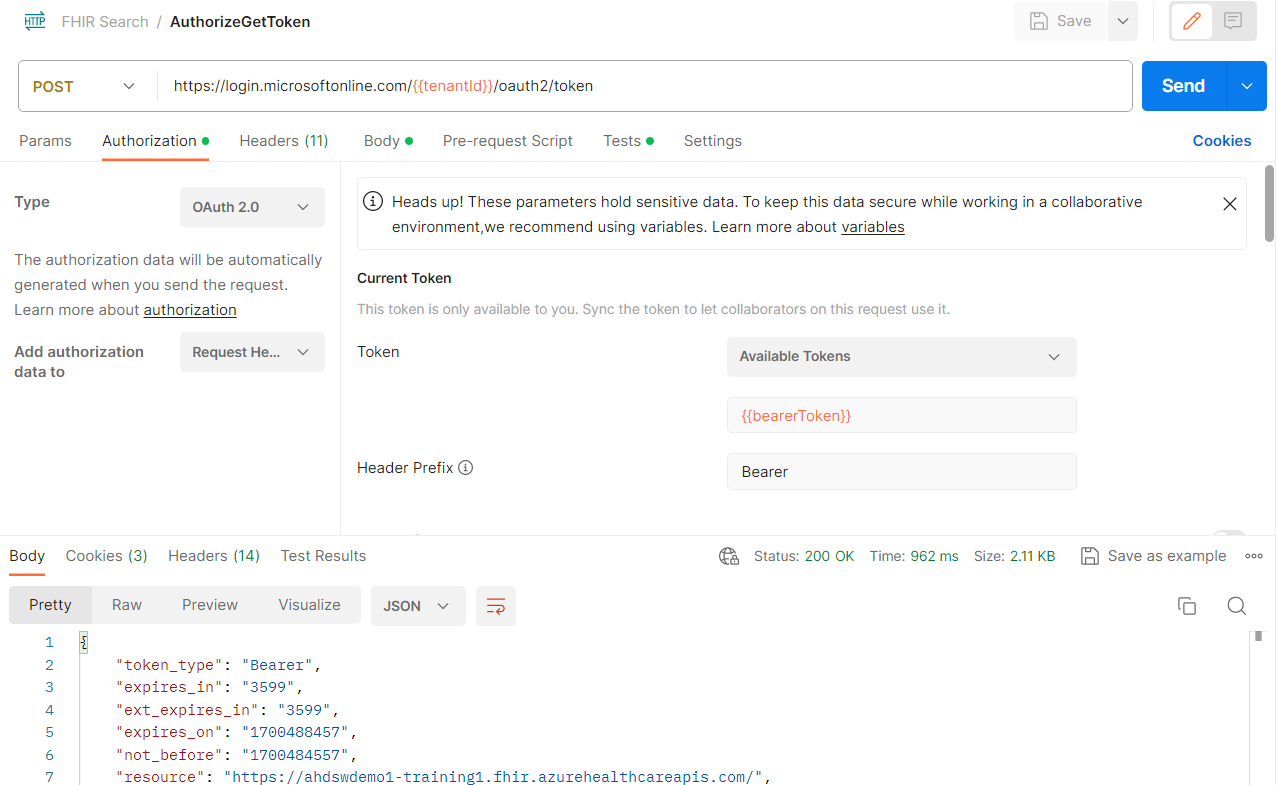 HTTP FHIR Search / AuthorizeGetToken Save
POST https://login.microsoftonline.com/{{tenantId}}/oauth2/token Send
Params Authorization Headers (11) Body Pre-request Script Tests Settings Cookies
Type OAuth 2.0
The authorization data will be automatically
generated when you send the request.
Learn more about authorization
Add authorization
data to
Request He...
Heads up! These parameters hold sensitive data. To keep this data secure while working in a collaborative
environment,we recommend using variables. Learn more about variables
Current Token
This token is only available to you. Sync the token to let collaborators on this request use it.
Token Available Tokens
{{bearerToken}}
Header Prefix Bearer
Body Cookies (3) Headers (14) Test Results Status: 200 OK Time: 962 ms Size: 2.11 KB Save as example
Pretty Raw Preview Visualize JSON
1 {
2 "token_type": "Bearer",
3 "expires_in": "3599",
4 "ext_expires_in": "3599",
5 "expires_on": "1700488457",
6 "not_before": "1700484557",
7 "resource": "https://ahdswdemo1-training1.fhir.azurehealthcareapis.com/",